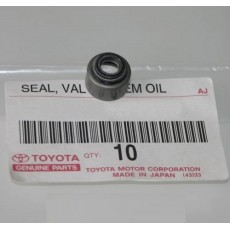 SEAL, VAL EM OIL
AJ
TOYOTA
GENUINE PARTS
QTY: 10
TOYOTA MOTOR CORPORATION
MADE IN JAPAN